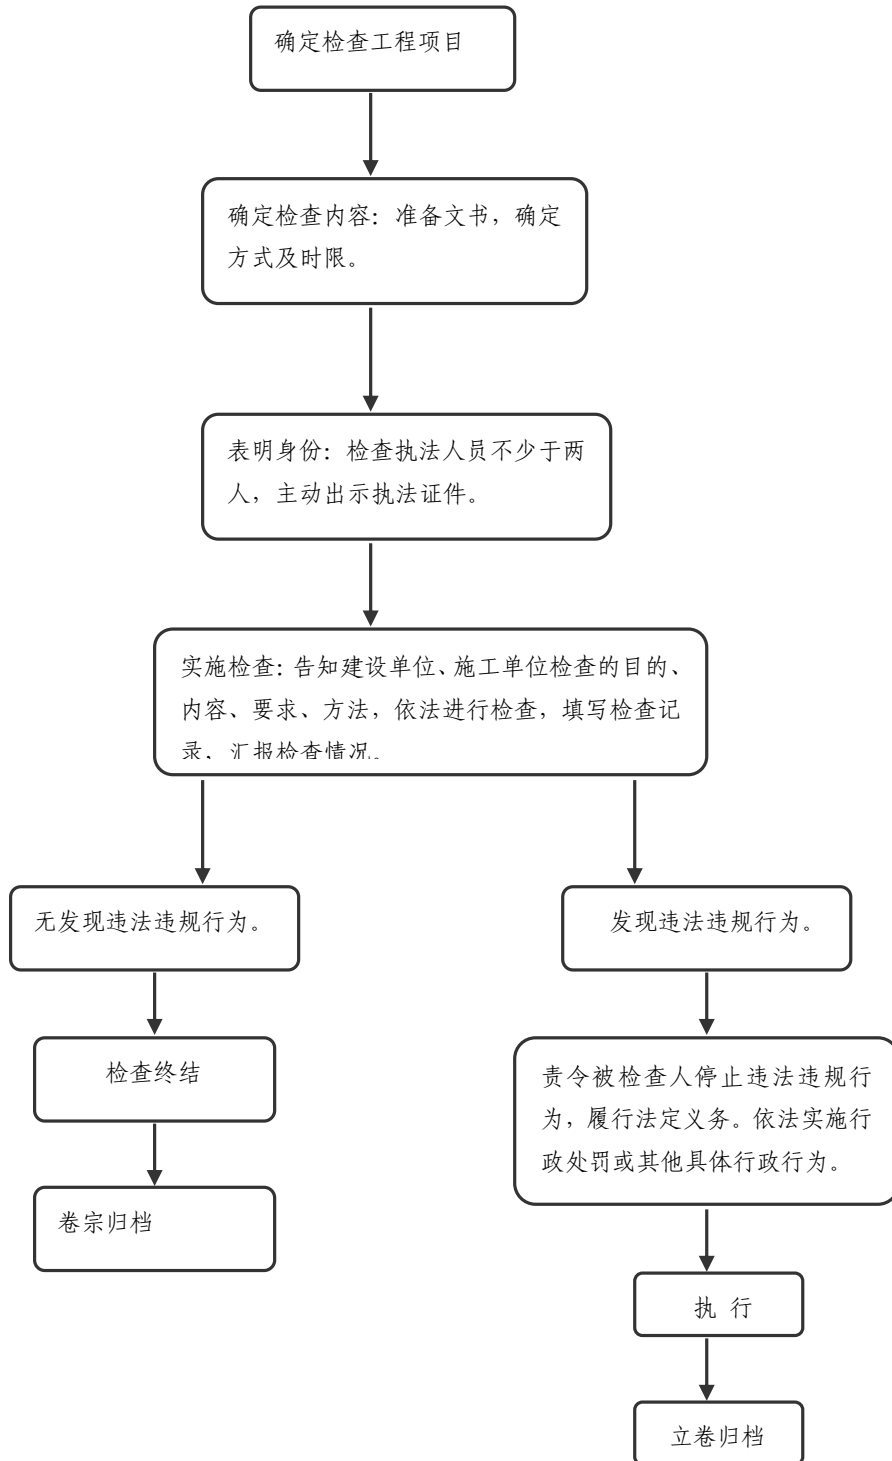 确定检查工程项目
确定检查内容：准备文书，确定
方式及时限。
表明身份：检查执法人员不少于两
人，主动出示执法证件。
实施检查：告知建设单位、施工单位检查的目的、
内容、要求、方法，依法进行检查，填写检查记
录、汇报检查情况。
无发现违法违规行为。
发现违法违规行为。
检查终结
责令被检查人停止违法违规行
为，履行法定义务。依法实施行
政处罚或其他具体行政行为。
卷宗归档
执 行
立卷归档